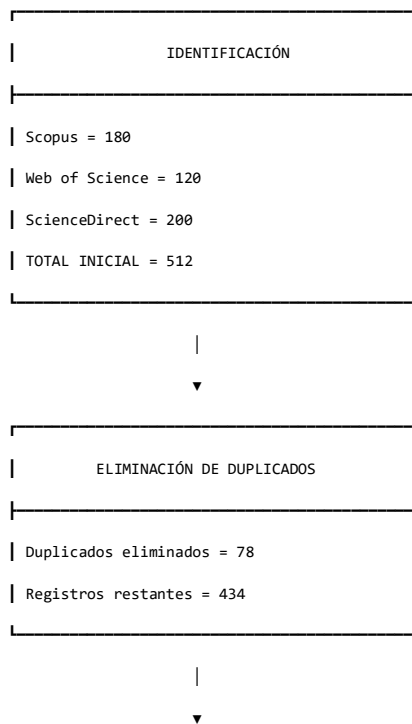 IDENTIFICACIÓN
Scopus = 180
Web of Science = 120
ScienceDirect = 200
TOTAL INICIAL = 512
ELIMINACIÓN DE DUPLICADOS
Duplicados eliminados = 78
Registros restantes = 434